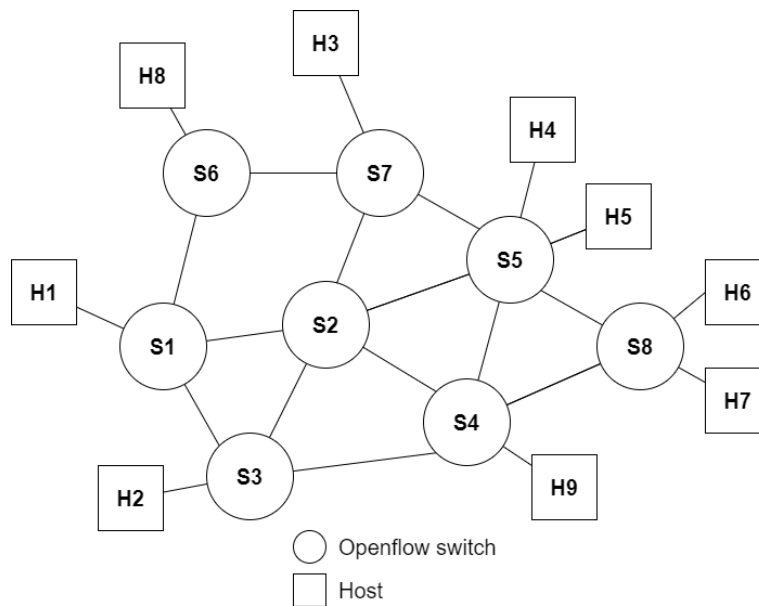 H3
H8
H4
S6
S7
H5
S5
H1
H6
S2
S1
S8
H7
S4
S3
H9
H2
Openflow switch
Host